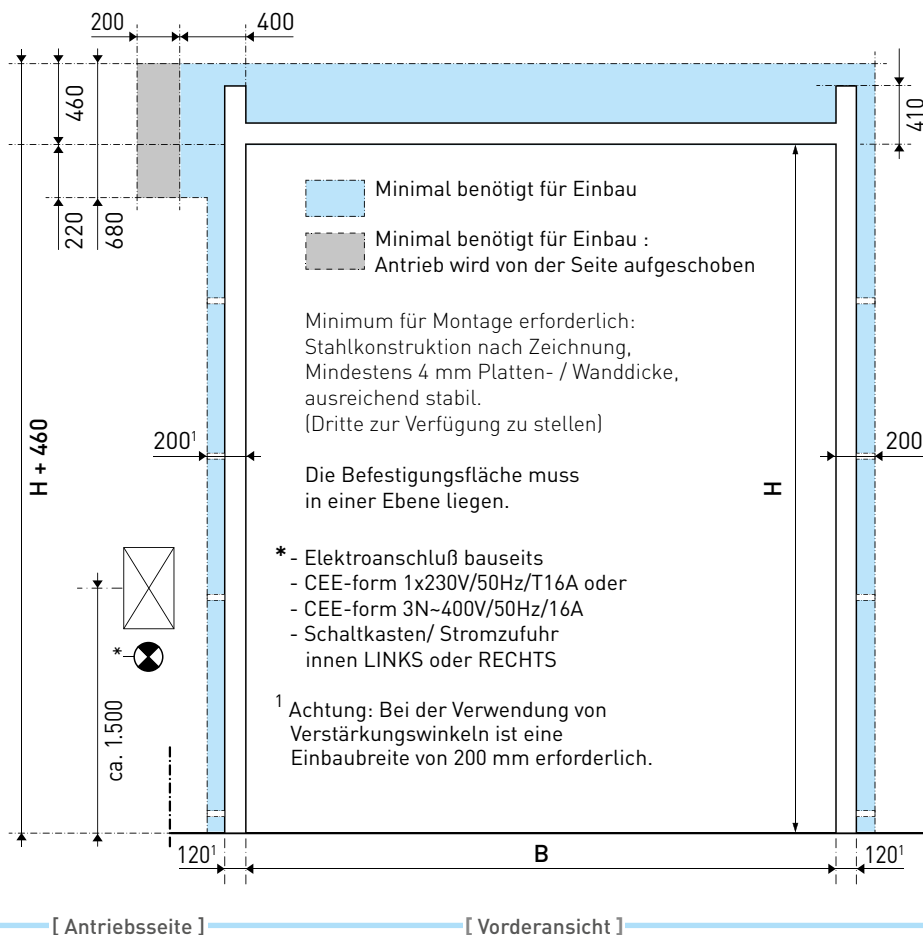 200
400
460
410
220
680
Minimal benötigt für Einbau
Minimal benötigt für Einbau :
Antrieb wird von der Seite aufgeschoben
Minimum für Montage erforderlich:
Stahlkonstruktion nach Zeichnung,
Mindestens 4 mm Platten- / Wanddicke,
ausreichend stabil.
(Dritte zur Verfügung zu stellen)
H + 460
200¹
200
Die Befestigungsfläche muss
in einer Ebene liegen.
H
* - Elektroanschluß bauseits
- CEE-form 1x230V/50Hz/T16A oder
- CEE-form 3N~400V/50Hz/16A
- Schaltkasten/ Stromzufuhr
innen LINKS oder RECHTS
*
ca. 1.500
¹ Achtung: Bei der Verwendung von
Verstärkungswinkeln ist eine
Einbaubreite von 200 mm erforderlich.
120¹
B
120¹
[ Antriebsseite ]
[ Vorderansicht ]